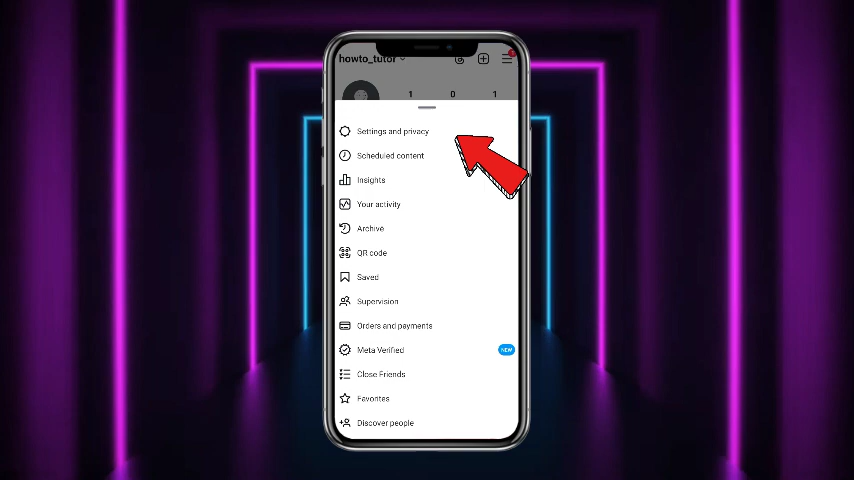 howto_tutor
1 0 1
Settings and privacy
Scheduled content
Insights
Your activity
Archive
QR code
Saved
Supervision
Orders and payments
Meta Verified NEW
Close Friends
Favorites
Discover people